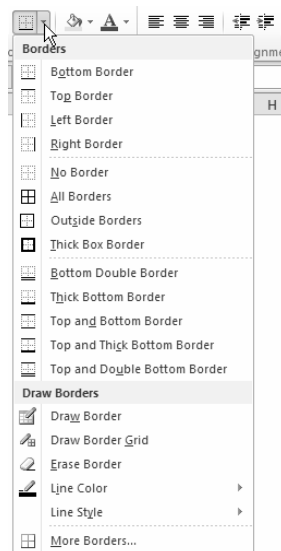 A
Borders
gnme
H
Bottom Border
Top Border
Left Border
Right Border
No Border
All Borders
Outside Borders
Thick Box Border
Bottom Double Border
Thick Bottom Border
Top and Bottom Border
Top and Thick Bottom Border
Top and Double Bottom Border
Draw Borders
Draw Border
Draw Border Grid
Erase Border
Line Color
Line Style
More Borders...